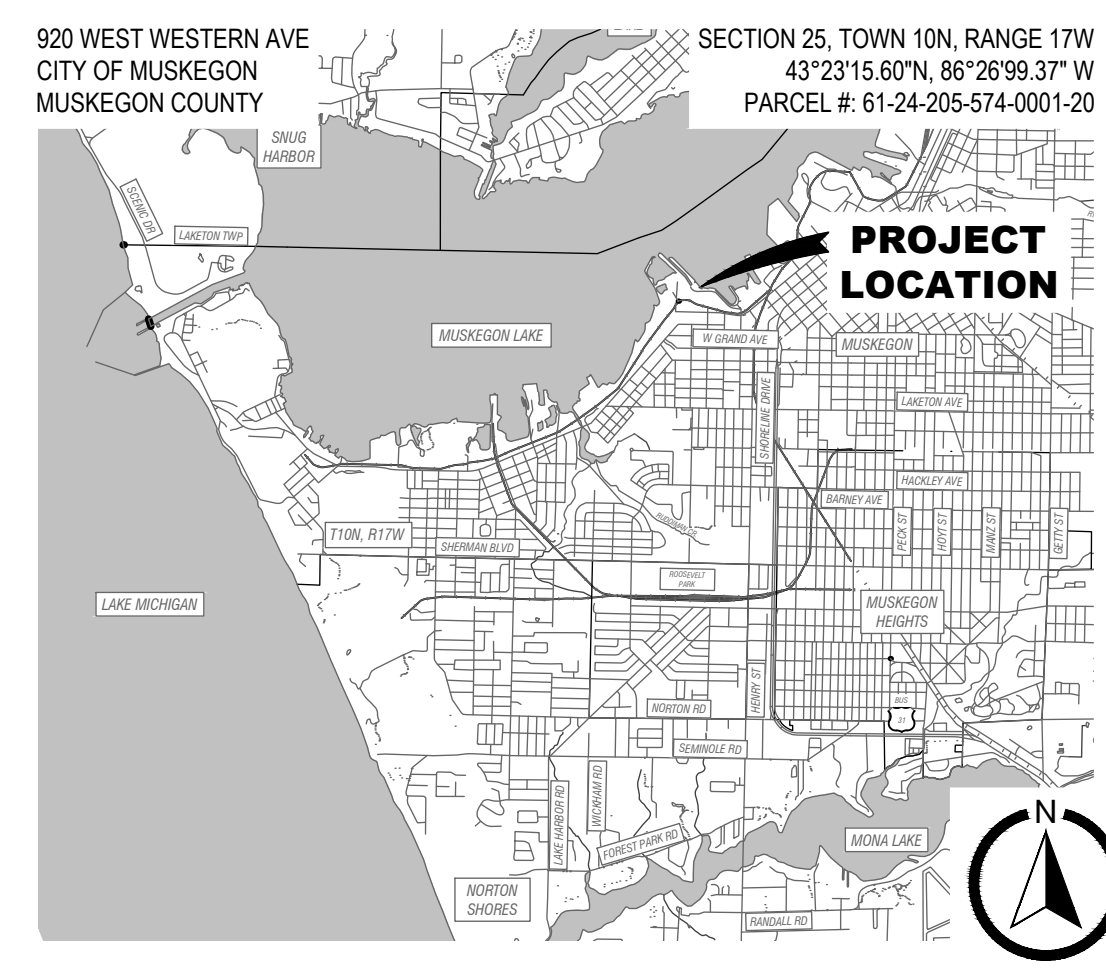 920 WEST WESTERN AVE
CITY OF MUSKEGON
MUSKEGON COUNTY
SECTION 25, TOWN 10N, RANGE 17W
43°23'15.60"N, 86°26'99.37" W
PARCEL #: 61-24-205-574-0001-20
SNUG
HARBOR
SCENIC DR
LAKETON TWP
PROJECT
LOCATION
MUSKEGON LAKE
W GRAND AVE
MUSKEGON
SHORELINE DRIVE
LAKETON AVE
HACKLEY AVE
BARNEY AVE
PECK ST
HOYT ST
MANZ ST
GETTY ST
RUDDIMAN CR
T10N, R17W
SHERMAN BLVD
ROOSEVELT
PARK
LAKE MICHIGAN
MUSKEGON
HEIGHTS
HENRY ST
NORTON RD
BUS
31
SEMINOLE RD
LAKE HARBOR RD
WICKHAM RD
FOREST PARK RD
MONA LAKE
NORTON
SHORES
RANDALL RD
N